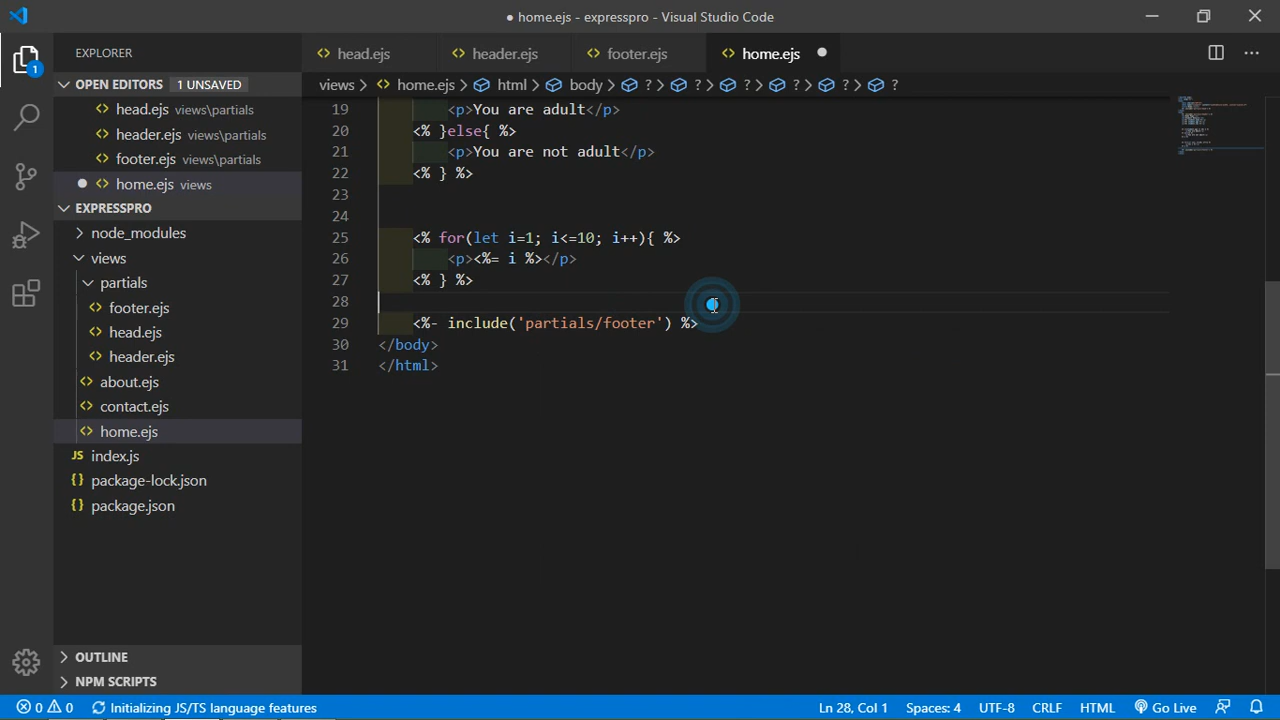 ● home.ejs - expresspro - Visual Studio Code
1
EXPLORER
OPEN EDITORS 1 UNSAVED
head.ejs views\partials
header.ejs views\partials
footer.ejs views\partials
home.ejs views
EXPRESSPRO
node_modules
views
partials
footer.ejs
head.ejs
header.ejs
about.ejs
contact.ejs
home.ejs
JS index.js
{} package-lock.json
{} package.json
OUTLINE
NPM SCRIPTS
head.ejs header.ejs footer.ejs home.ejs
views > home.ejs > html > body > ? > ? > ? > ? > ? > ?
19 <p>You are adult</p>
20 <% }else{ %>
21 <p>You are not adult</p>
22 <% } %>
23
24
25 <% for(let i=1; i<=10; i++){ %>
26 <p><%= i %></p>
27 <% } %>
28
29 <%- include('partials/footer') %>
30 </body>
31 </html>
0 0 Initializing JS/TS language features Ln 28, Col 1 Spaces: 4 UTF-8 CRLF HTML Go Live